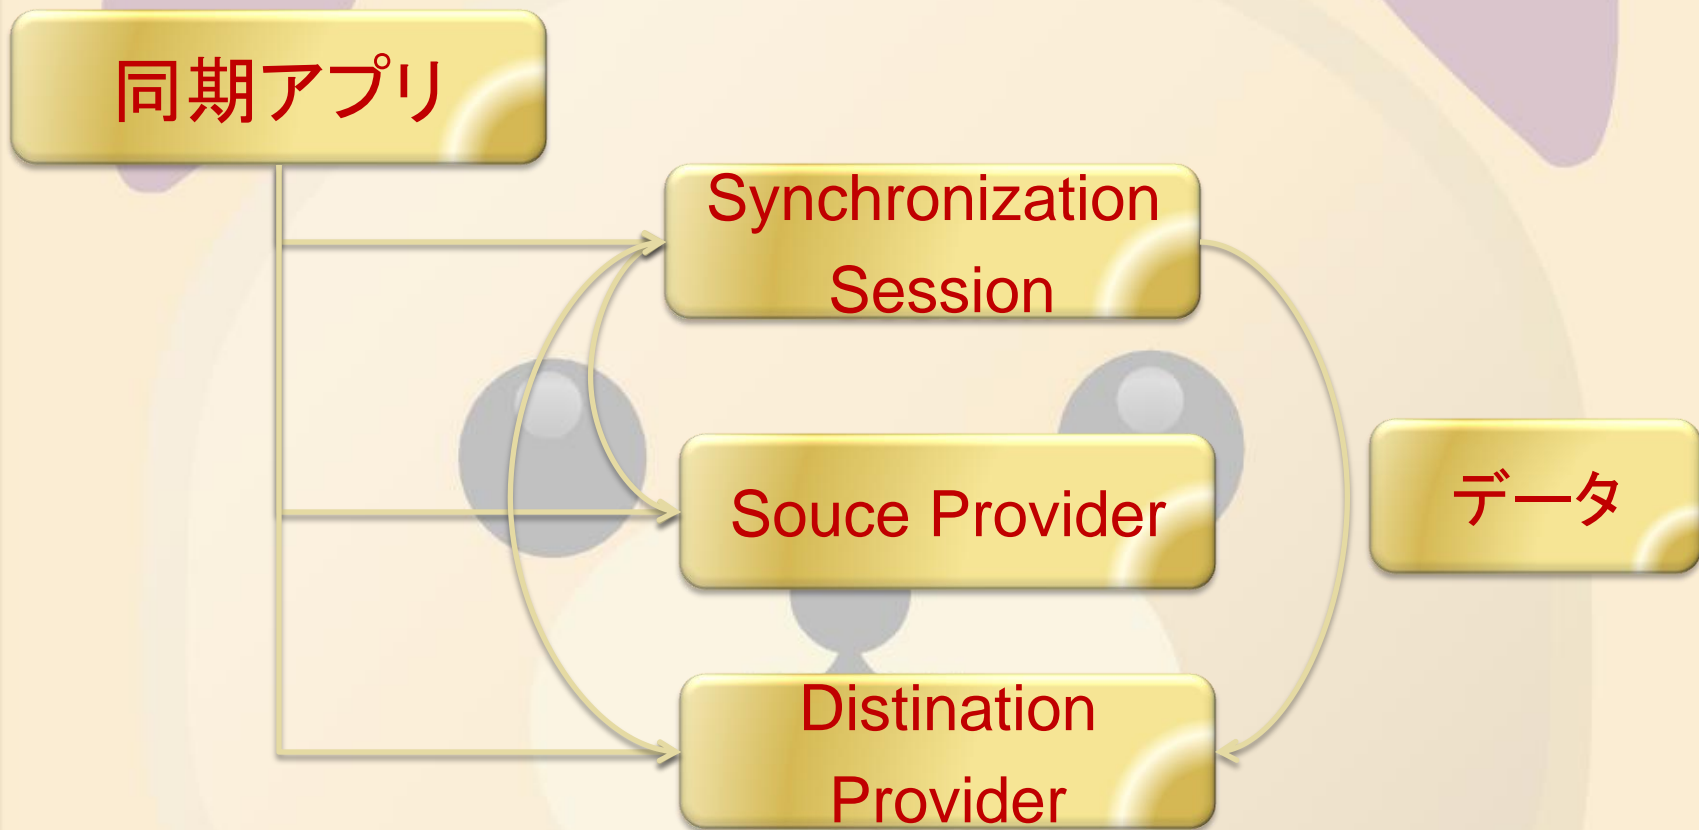 同期アプリ
Synchronization
Session
Souce Provider
データ
Distination
Provider